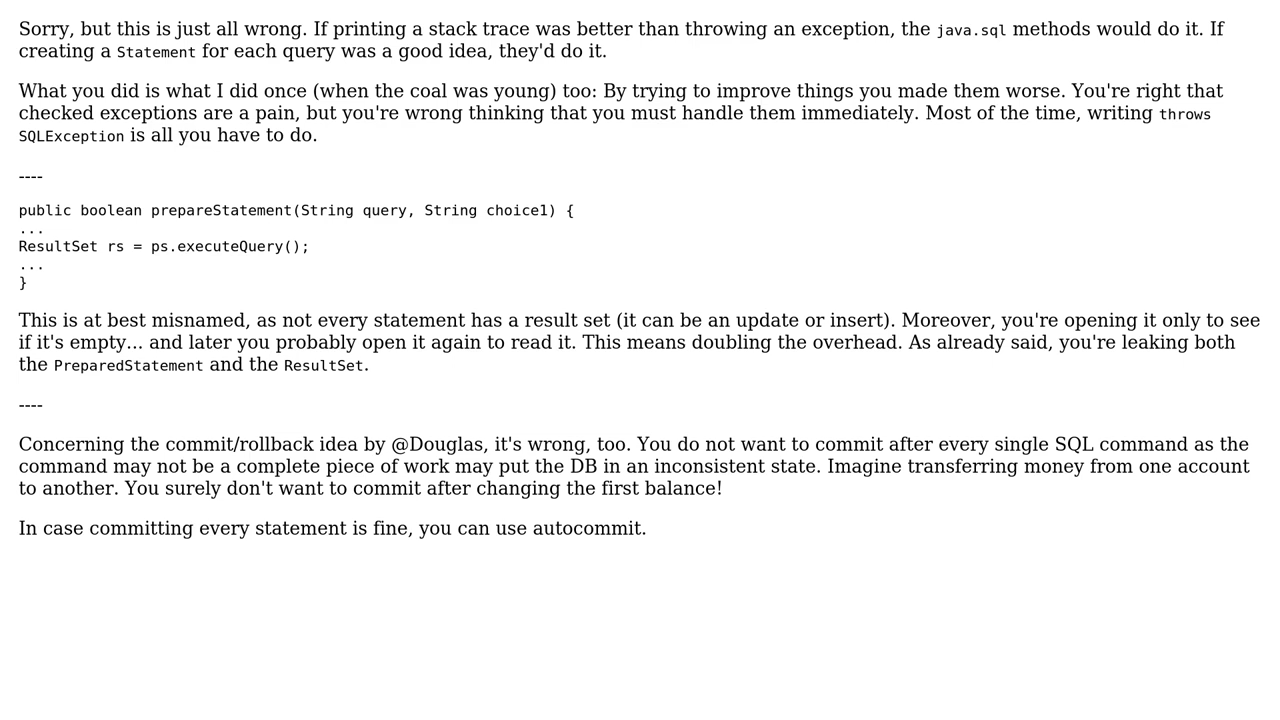 Sorry, but this is just all wrong. If printing a stack trace was better than throwing an exception, the java.sql methods would do it. If
creating a Statement for each query was a good idea, they'd do it.
What you did is what I did once (when the coal was young) too: By trying to improve things you made them worse. You're right that
checked exceptions are a pain, but you're wrong thinking that you must handle them immediately. Most of the time, writing throws
SQLException is all you have to do.
----
public boolean prepareStatement(String query, String choice1) {
...
ResultSet rs = ps.executeQuery();
...
}
This is at best misnamed, as not every statement has a result set (it can be an update or insert). Moreover, you're opening it only to see
if it's empty... and later you probably open it again to read it. This means doubling the overhead. As already said, you're leaking both
the PreparedStatement and the ResultSet.
----
Concerning the commit/rollback idea by @Douglas, it's wrong, too. You do not want to commit after every single SQL command as the
command may not be a complete piece of work may put the DB in an inconsistent state. Imagine transferring money from one account
to another. You surely don't want to commit after changing the first balance!
In case committing every statement is fine, you can use autocommit.